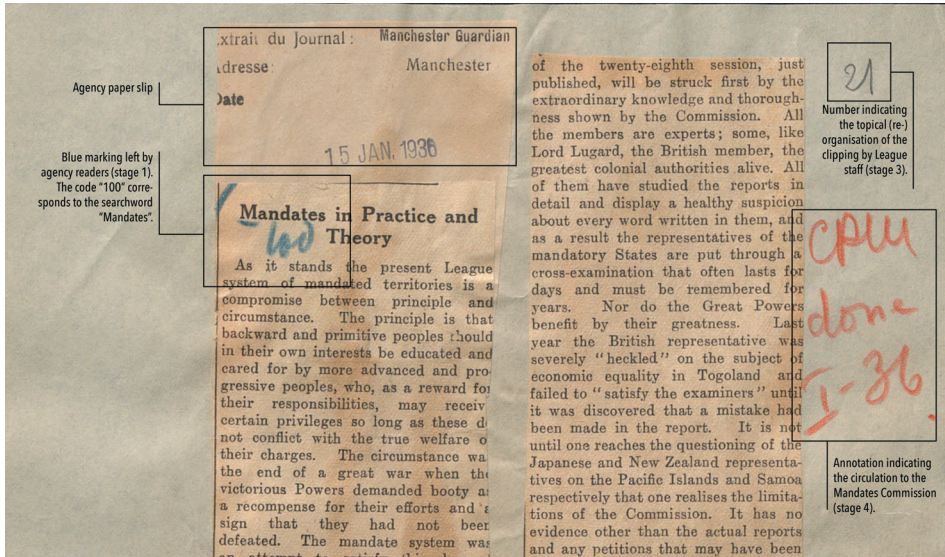 Agency paper slip
Blue marking left by
agency readers (stage 1).
The code "100" corre-
sponds to the searchword
"Mandates".
.xtrait du Journal: Manchester Guardian
dresse: Manchester
Date
15 JAN. 1936
100
Mandates in Practice and
Theory
As it stands the present League
system of mandated territories is a
compromise between principle and
circumstance. The principle is that
backward and primitive peoples should
in their own interests be educated and
cared for by more advanced and pro-
gressive peoples, who, as a reward for
their responsibilities, may receiv
certain privileges so long as these d
not conflict with the true welfare o
their charges. The circumstance wa
the end of a great war when the
victorious Powers demanded booty a
a recompense for their efforts and a
sign that they had not been
defeated. The mandate system was
of the twenty-eighth session, just
published, will be struck first by the
extraordinary knowledge and thorough-
ness shown by the Commission. All
the members are experts; some, like
Lord Lugard, the British member, the
greatest colonial authorities alive. All
of them have studied the reports in
detail and display a healthy suspicion
about every word written in them, and
as a result the representatives of the
mandatory States are put through a
cross-examination that often lasts for
days and must be remembered for
years. Nor do the Great Powers
benefit by their greatness. Last
year the British representative was
severely "heckled" on the subject of
economic equality in Togoland and
failed to "satisfy the examiners" until
it was discovered that a mistake had
been made in the report. It is not
until one reaches the questioning of the
Japanese and New Zealand representa-
tives on the Pacific Islands and Samoa
respectively that one realises the limita-
tions of the Commission. It has no
evidence other than the actual reports
and any petitions that may have been
21
Number indicating
the topical (re-)
organisation of the
clipping by League
staff (stage 3).
CPM
done
I-36.
Annotation indicating
the circulation to the
Mandates Commission
(stage 4).